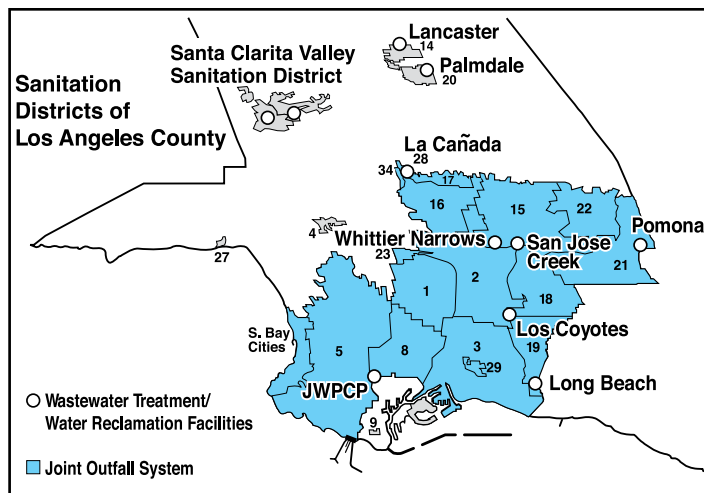 Lancaster
14
Santa Clarita Valley
Sanitation District
Palmdale
20
Sanitation
Districts of
Los Angeles County
La Cañada
28
34
17
16
15
22
Pomona
4
Whittier Narrows
San Jose
Creek
27
23
21
1
2
18
S. Bay
Cities
Los Coyotes
5
8
3
19
29
JWPCP
Long Beach
9
Wastewater Treatment/
Water Reclamation Facilities
Joint Outfall System